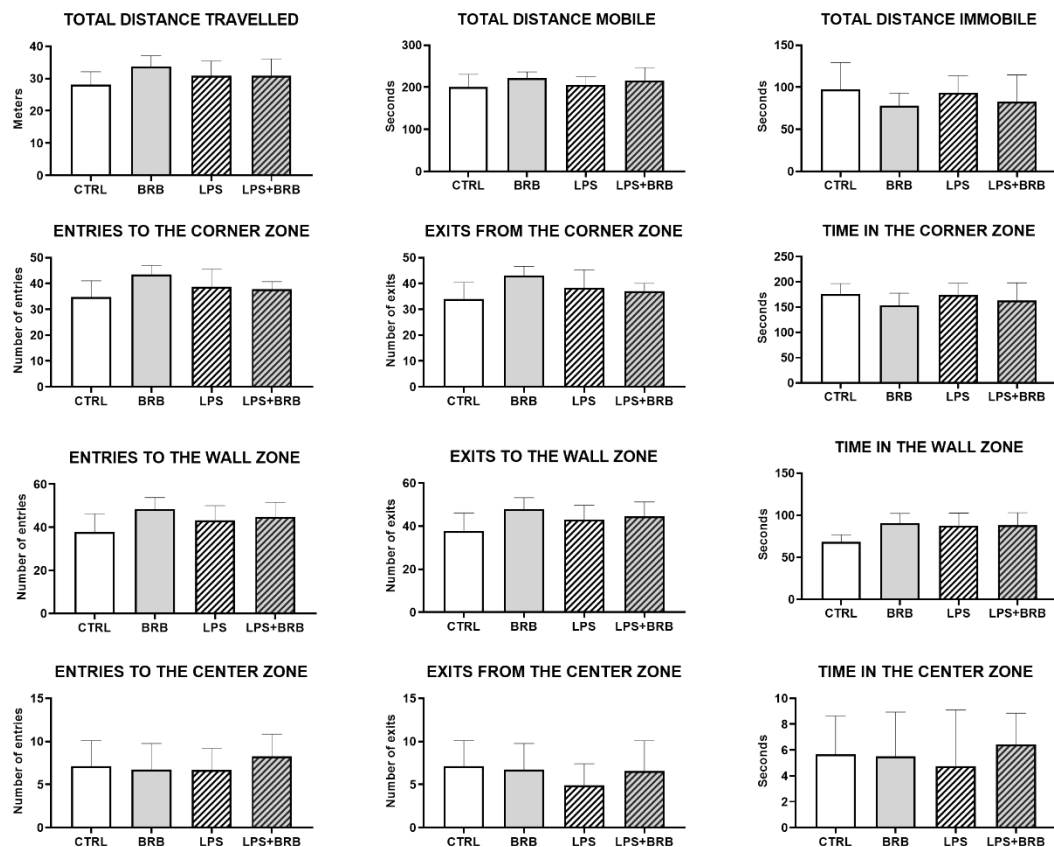 TOTAL DISTANCE TRAVELLED
Meters
40
30
20
10
0
CTRL BRB LPS LPS+BRB
TOTAL DISTANCE MOBILE
Seconds
300
200
100
0
CTRL BRB LPS LPS+BRB
TOTAL DISTANCE IMMOBILE
Seconds
150
100
50
0
CTRL BRB LPS LPS+BRB
ENTRIES TO THE CORNER ZONE
Number of entries
50
40
30
20
10
0
CTRL BRB LPS LPS+BRB
EXITS FROM THE CORNER ZONE
Number of exits
50
40
30
20
10
0
CTRL BRB LPS LPS+BRB
TIME IN THE CORNER ZONE
Seconds
250
200
150
100
50
0
CTRL BRB LPS LPS+BRB
ENTRIES TO THE WALL ZONE
Number of entries
60
40
20
0
CTRL BRB LPS LPS+BRB
EXITS TO THE WALL ZONE
Number of exits
60
40
20
0
CTRL BRB LPS LPS+BRB
TIME IN THE WALL ZONE
Seconds
150
100
50
0
CTRL BRB LPS LPS+BRB
ENTRIES TO THE CENTER ZONE
Number of entries
15
10
5
0
CTRL BRB LPS LPS+BRB
EXITS FROM THE CENTER ZONE
Number of exits
15
10
5
0
CTRL BRB LPS LPS+BRB
TIME IN THE CENTER ZONE
Seconds
10
8
6
4
2
0
CTRL BRB LPS LPS+BRB